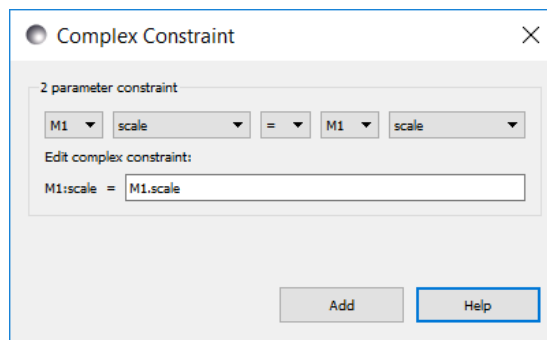 Complex Constraint
2 parameter constraint
M1 scale = M1 scale
Edit complex constraint:
M1:scale = M1.scale
Add Help